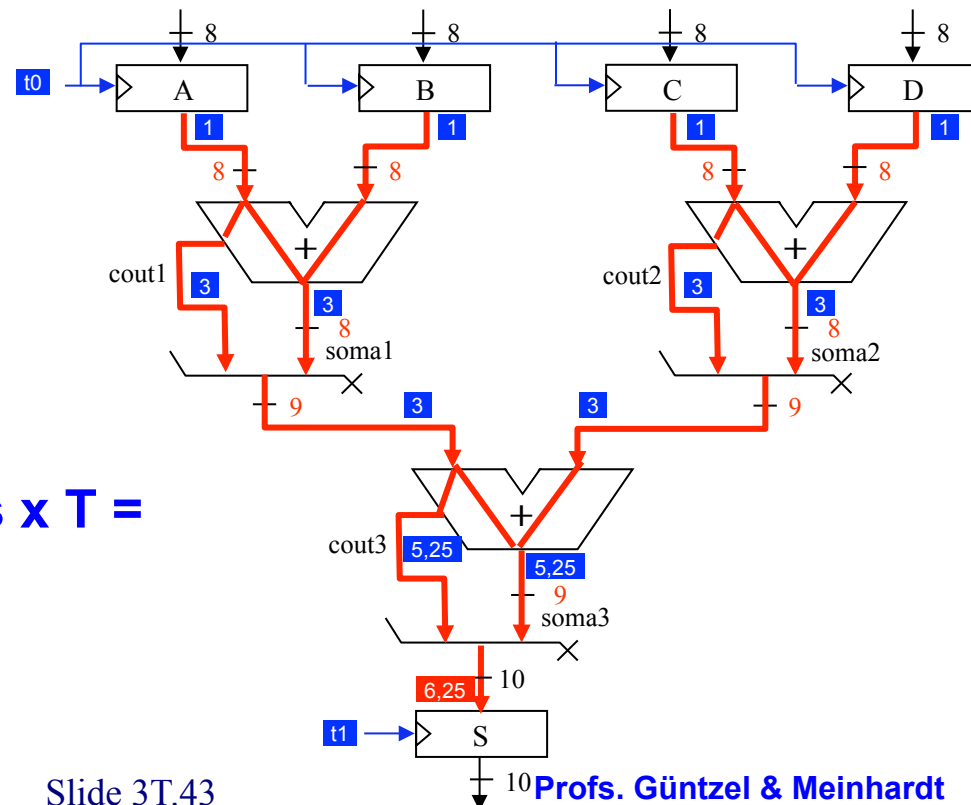 8 8 8 8
t0
A B C D
1 1 1 1
8 8 8 8
+ +
cout1 cout2
3 3 3 3
8 8
soma1 soma2
9 9
3 3
s x T =
+
cout3
5,25 5,25
9
soma3
10
6,25
t1
S
10
Slide 3T.43 Profs. Güntzel & Meinhardt